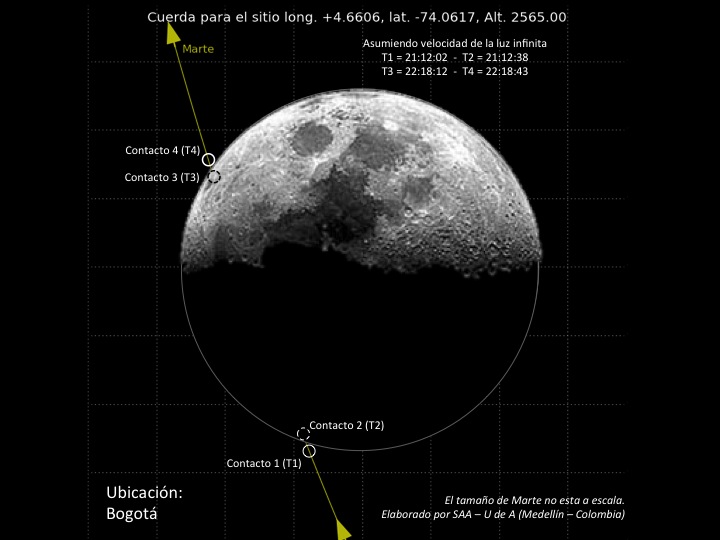 Cuerda para el sitio long. +4.6606, lat. -74.0617, Alt. 2565.00
Asumiendo velocidad de la luz infinita
T1 = 21:12:02 - T2 = 21:12:38
T3 = 22:18:12 - T4 = 22:18:43
Marte
Contacto 4 (T4)
Contacto 3 (T3)
Contacto 2 (T2)
Contacto 1 (T1)
Ubicación:
Bogotá
El tamaño de Marte no esta a escala.
Elaborado por SAA – U de A (Medellín – Colombia)